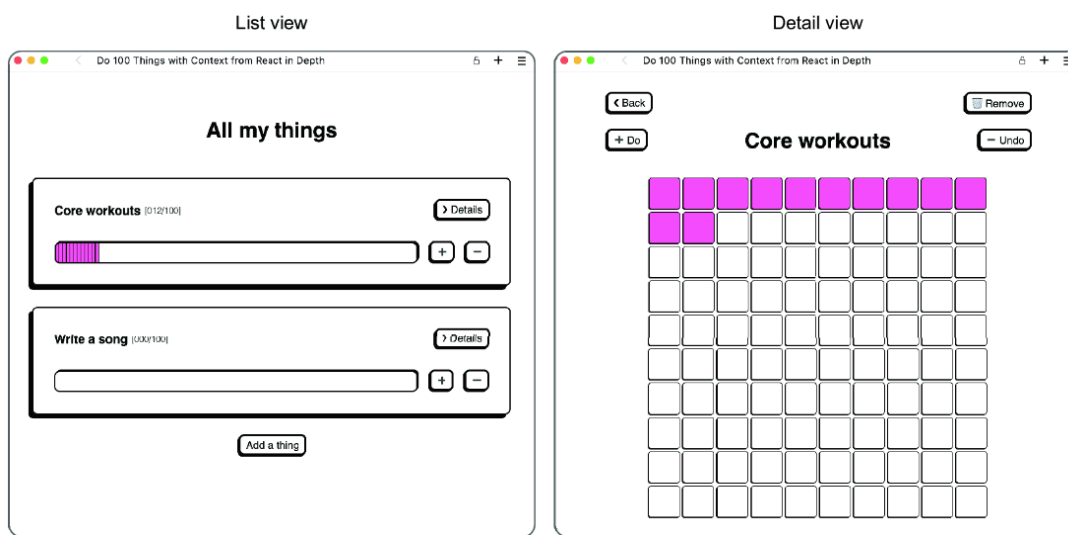 List view
Do 100 Things with Context from React in Depth
All my things
Core workouts [012/100]
Details
+ −
Write a song [000/100]
Details
+ −
Add a thing
Detail view
Do 100 Things with Context from React in Depth
Back
Remove
+ Do
Core workouts
− Undo